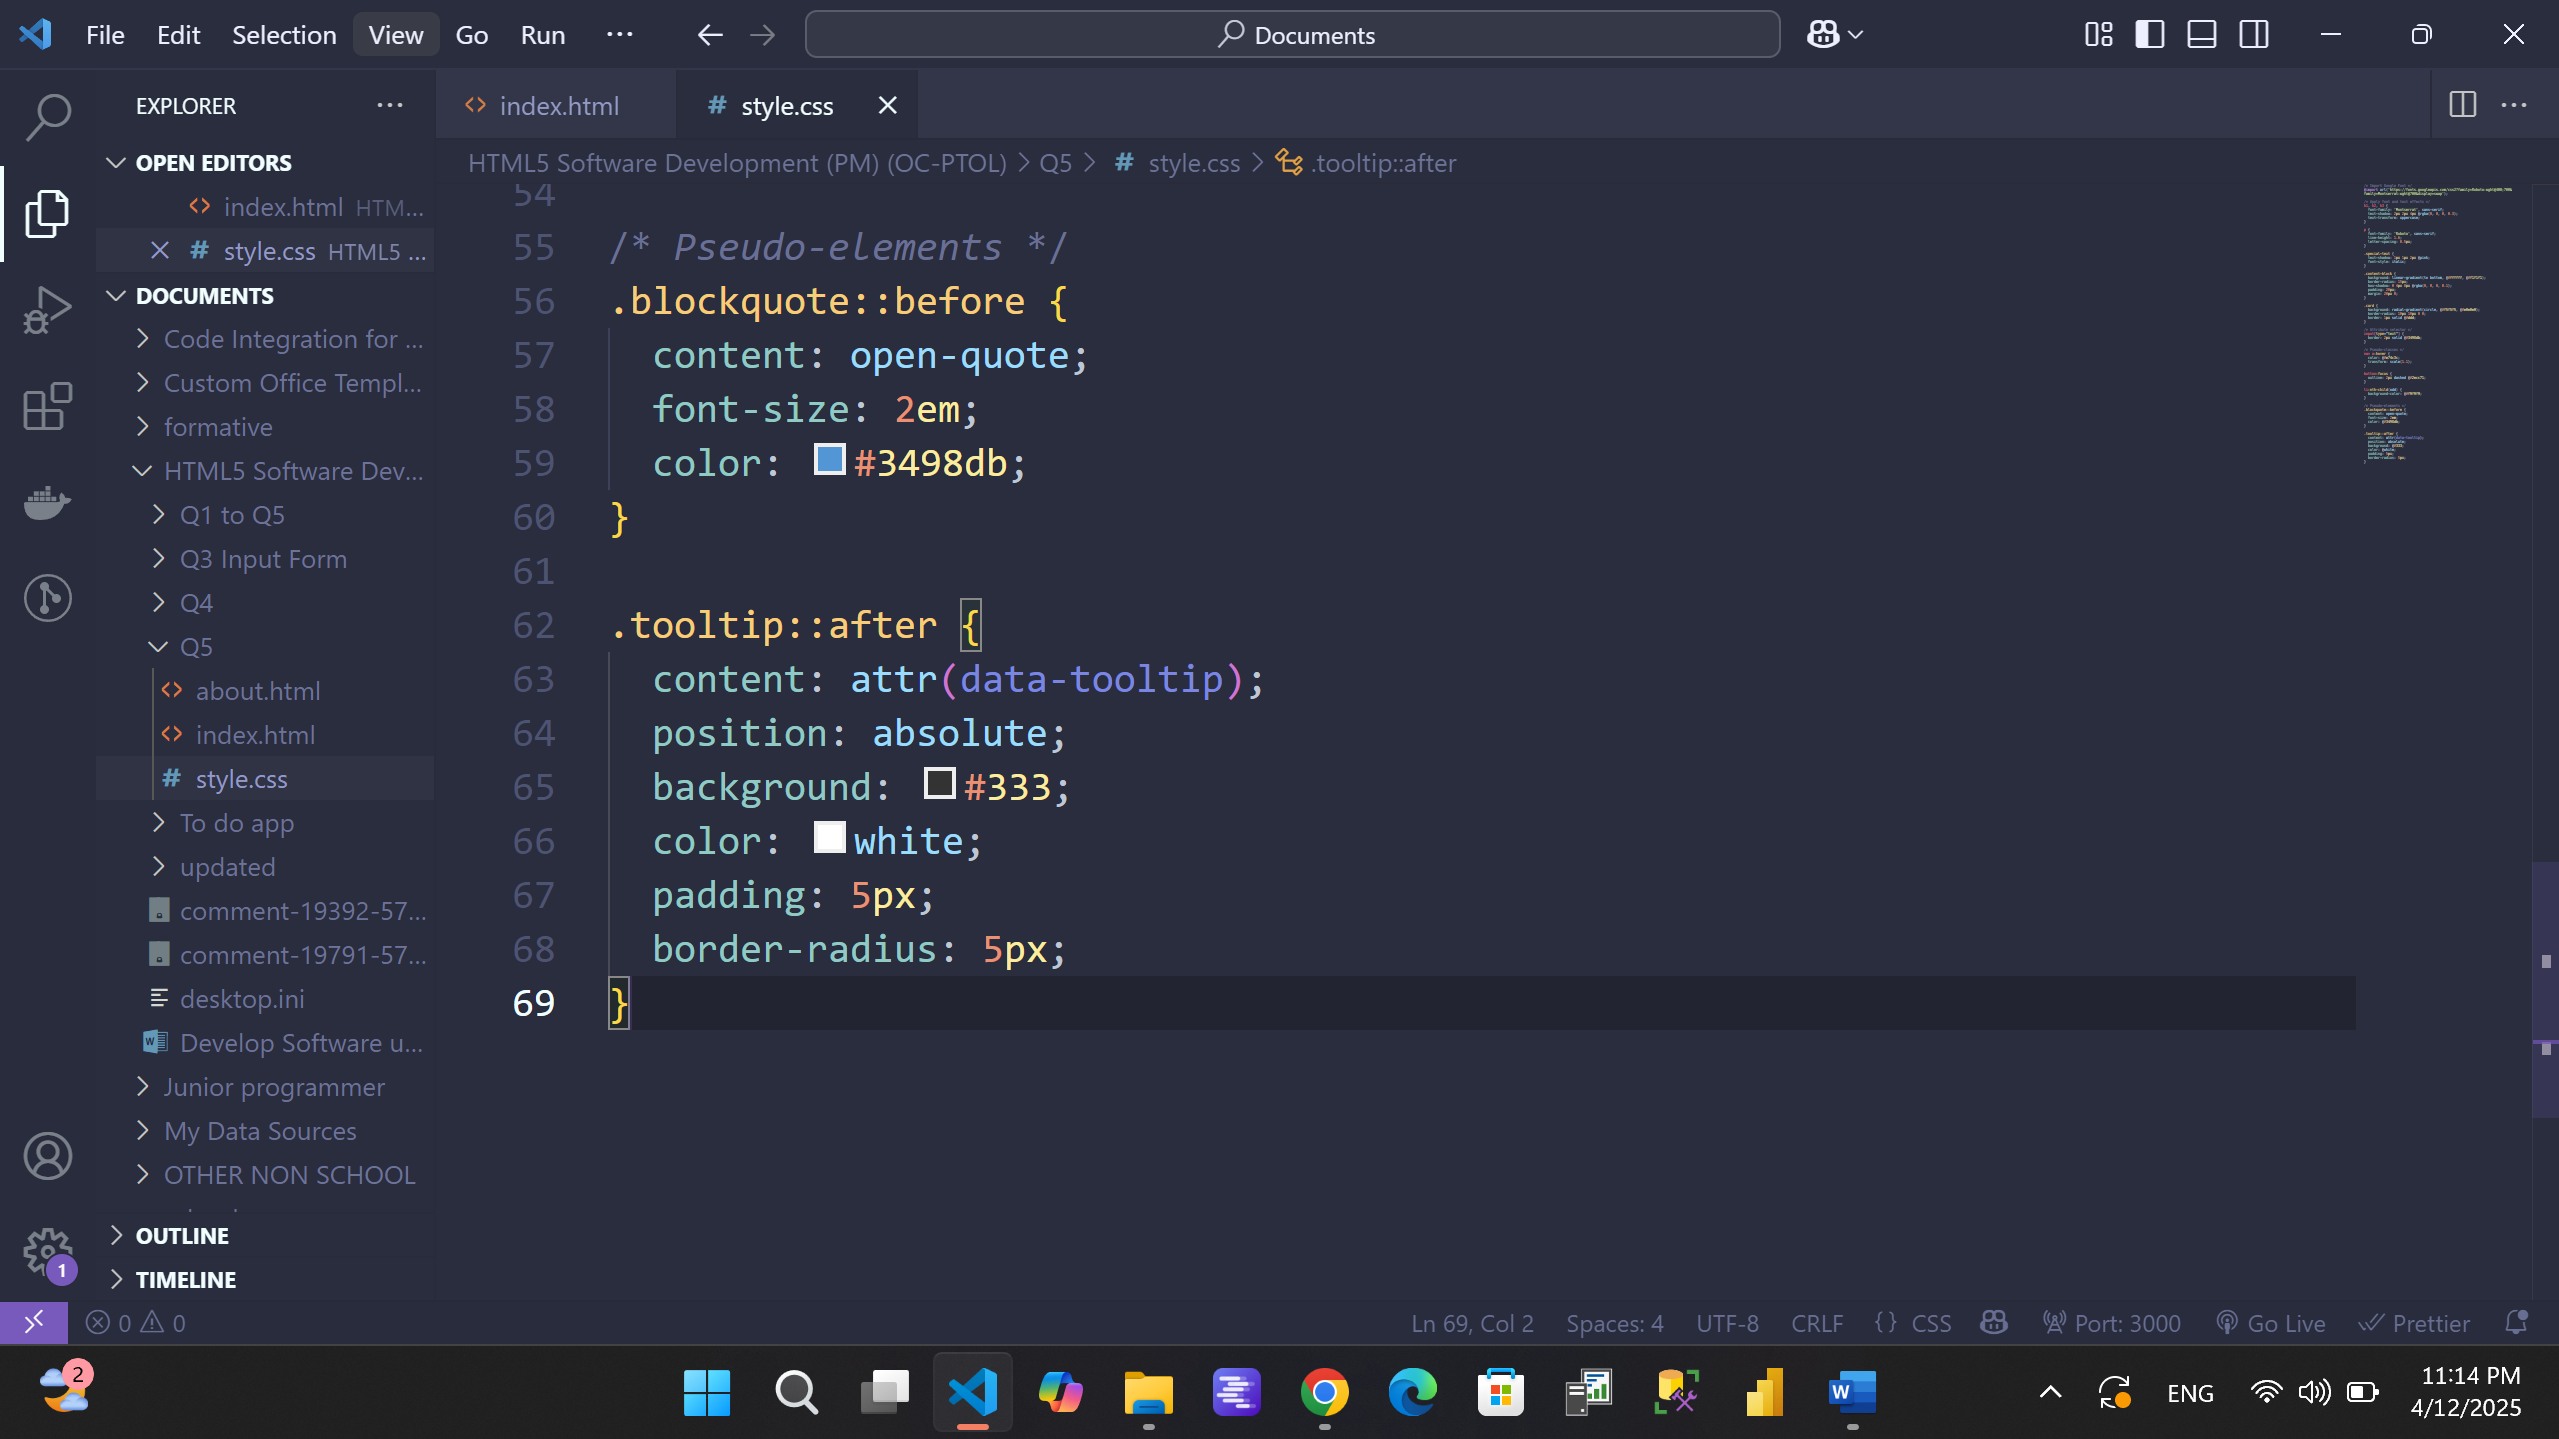 File Edit Selection View Go Run ··· Documents
EXPLORER
index.html
style.css
OPEN EDITORS
index.html HTM...
style.css HTML5 ...
DOCUMENTS
Code Integration for ...
Custom Office Templ...
formative
HTML5 Software Dev...
Q1 to Q5
Q3 Input Form
Q4
Q5
about.html
index.html
style.css
To do app
updated
comment-19392-57...
comment-19791-57...
desktop.ini
Develop Software u...
Junior programmer
My Data Sources
OTHER NON SCHOOL
OUTLINE
TIMELINE
1
HTML5 Software Development (PM) (OC-PTOL) > Q5 > # style.css > .tooltip::after
54
55 /* Pseudo-elements */
56 .blockquote::before {
57 content: open-quote;
58 font-size: 2em;
59 color: #3498db;
60 }
61
62 .tooltip::after {
63 content: attr(data-tooltip);
64 position: absolute;
65 background: #333;
66 color: white;
67 padding: 5px;
68 border-radius: 5px;
69 }
0 0 Ln 69, Col 2 Spaces: 4 UTF-8 CRLF {} CSS Port: 3000 Go Live Prettier
2
ENG
11:14 PM
4/12/2025